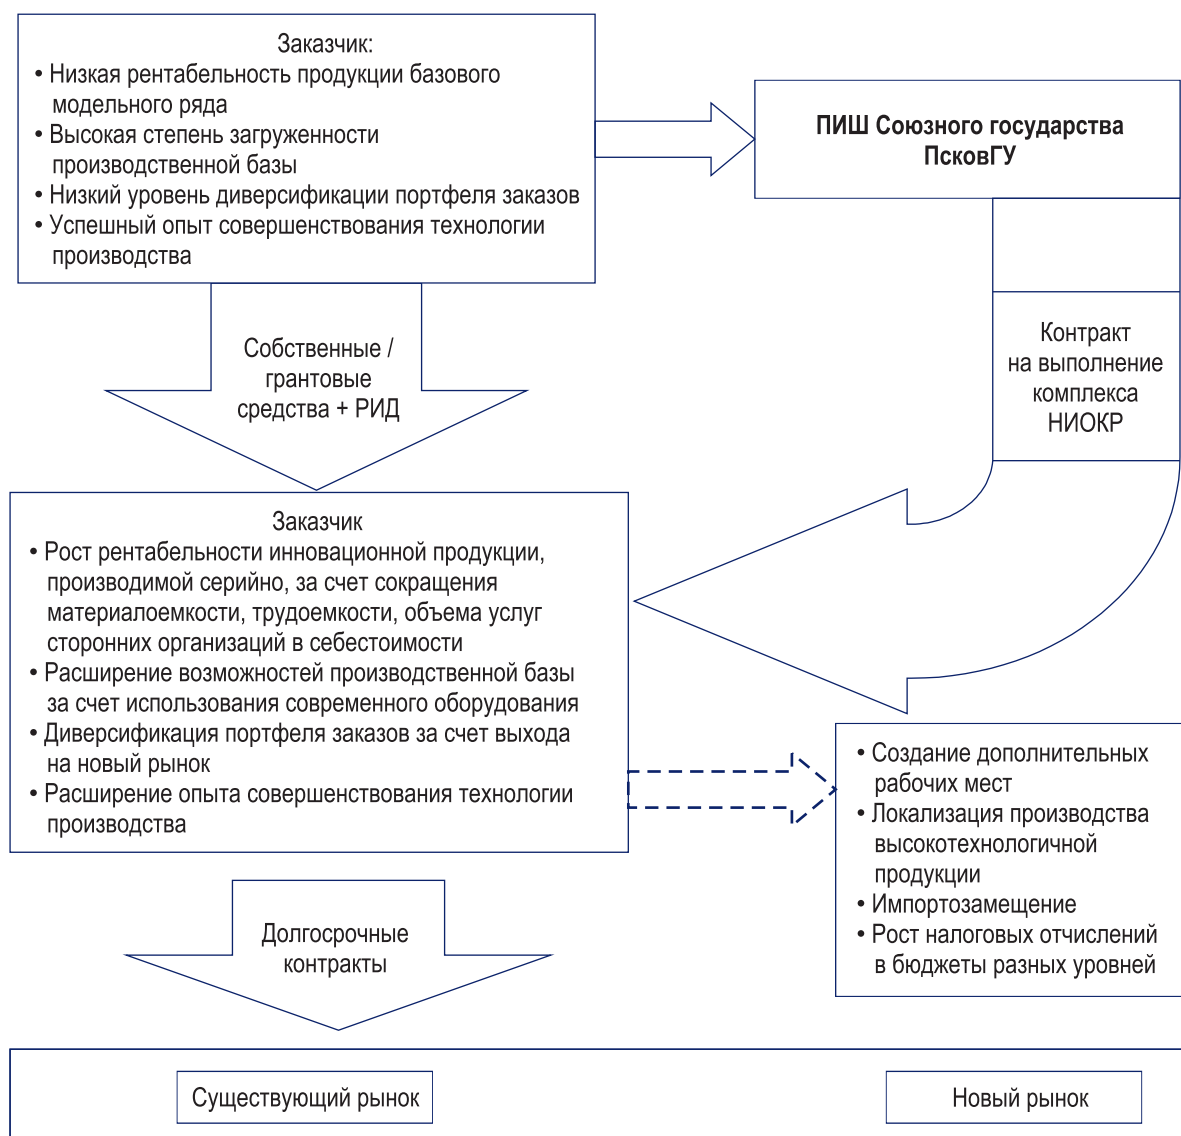 Заказчик:
• Низкая рентабельность продукции базового
модельного ряда
• Высокая степень загруженности
производственной базы
• Низкий уровень диверсификации портфеля заказов
• Успешный опыт совершенствования технологии
производства
ПИШ Союзного государства
ПсковГУ
Собственные /
грантовые
средства + РИД
Контракт
на выполнение
комплекса
НИОКР
Заказчик
• Рост рентабельности инновационной продукции,
производимой серийно, за счет сокращения
материалоемкости, трудоемкости, объема услуг
сторонних организаций в себестоимости
• Расширение возможностей производственной базы
за счет использования современного оборудования
• Диверсификация портфеля заказов за счет выхода
на новый рынок
• Расширение опыта совершенствования технологии
производства
• Создание дополнительных
рабочих мест
• Локализация производства
высокотехнологичной
продукции
• Импортозамещение
• Рост налоговых отчислений
в бюджеты разных уровней
Долгосрочные
контракты
Существующий рынок
Новый рынок